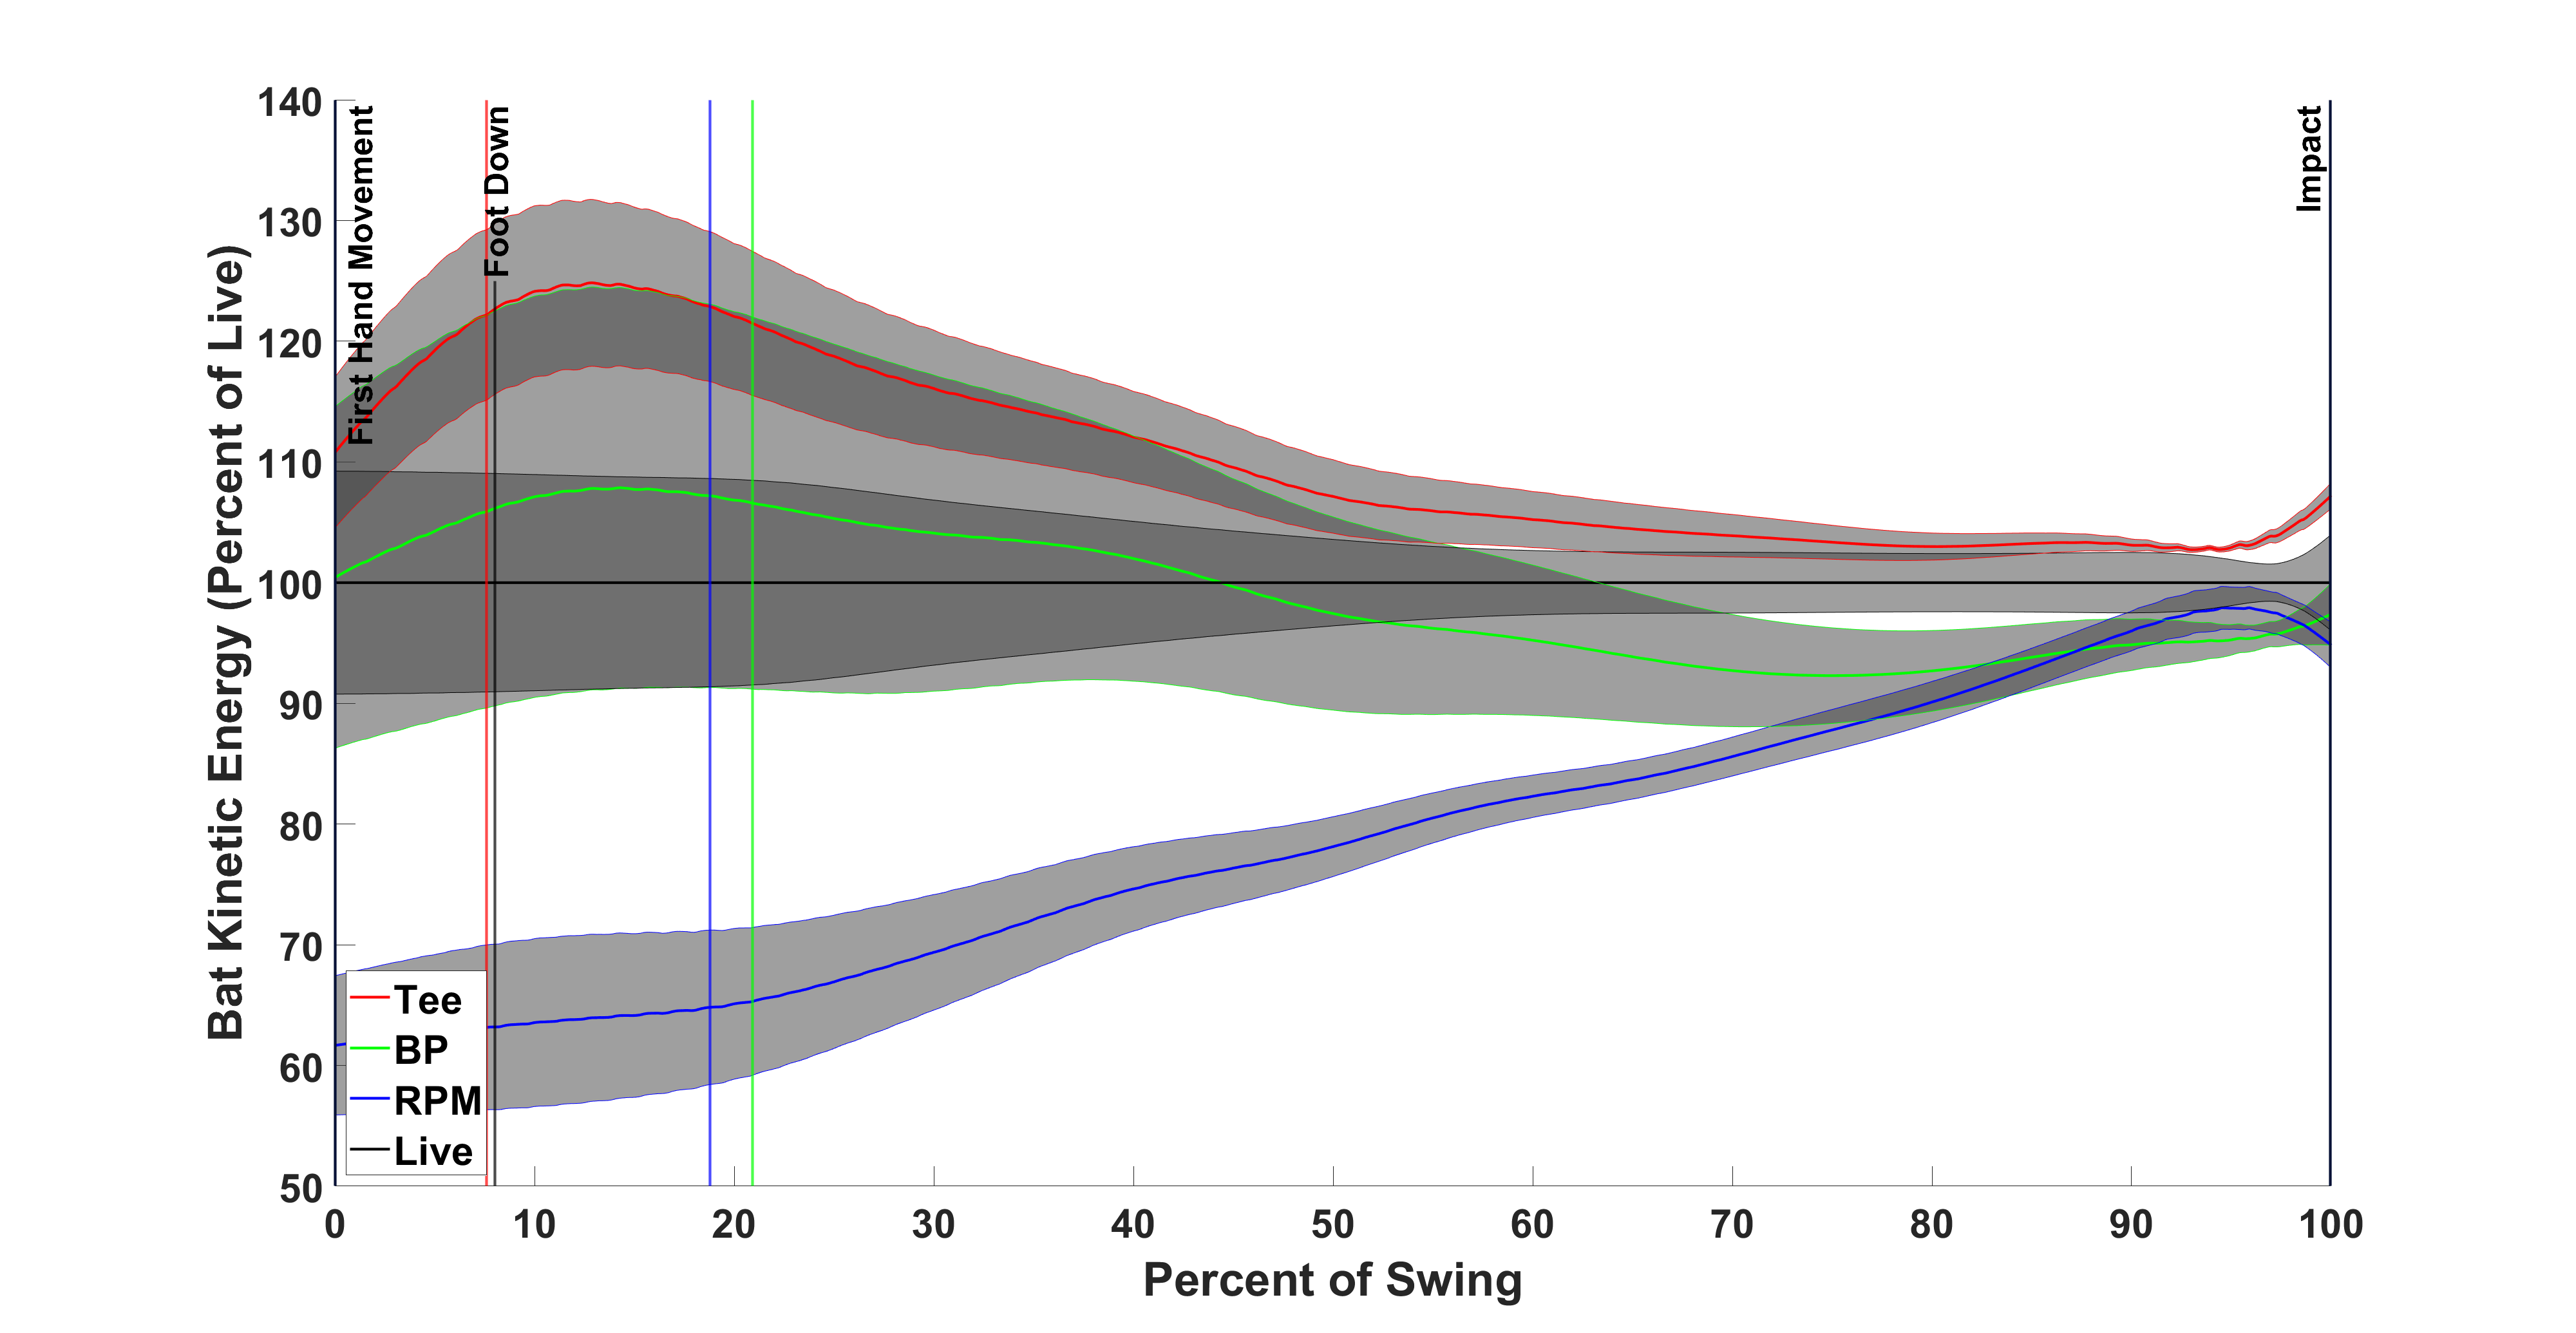 Bat Kinetic Energy (Percent of Live)
140
130
120
110
100
90
80
70
60
50
First Hand Movement
Foot Down
Impact
Tee
BP
RPM
Live
0 10 20 30 40 50 60 70 80 90 100
Percent of Swing